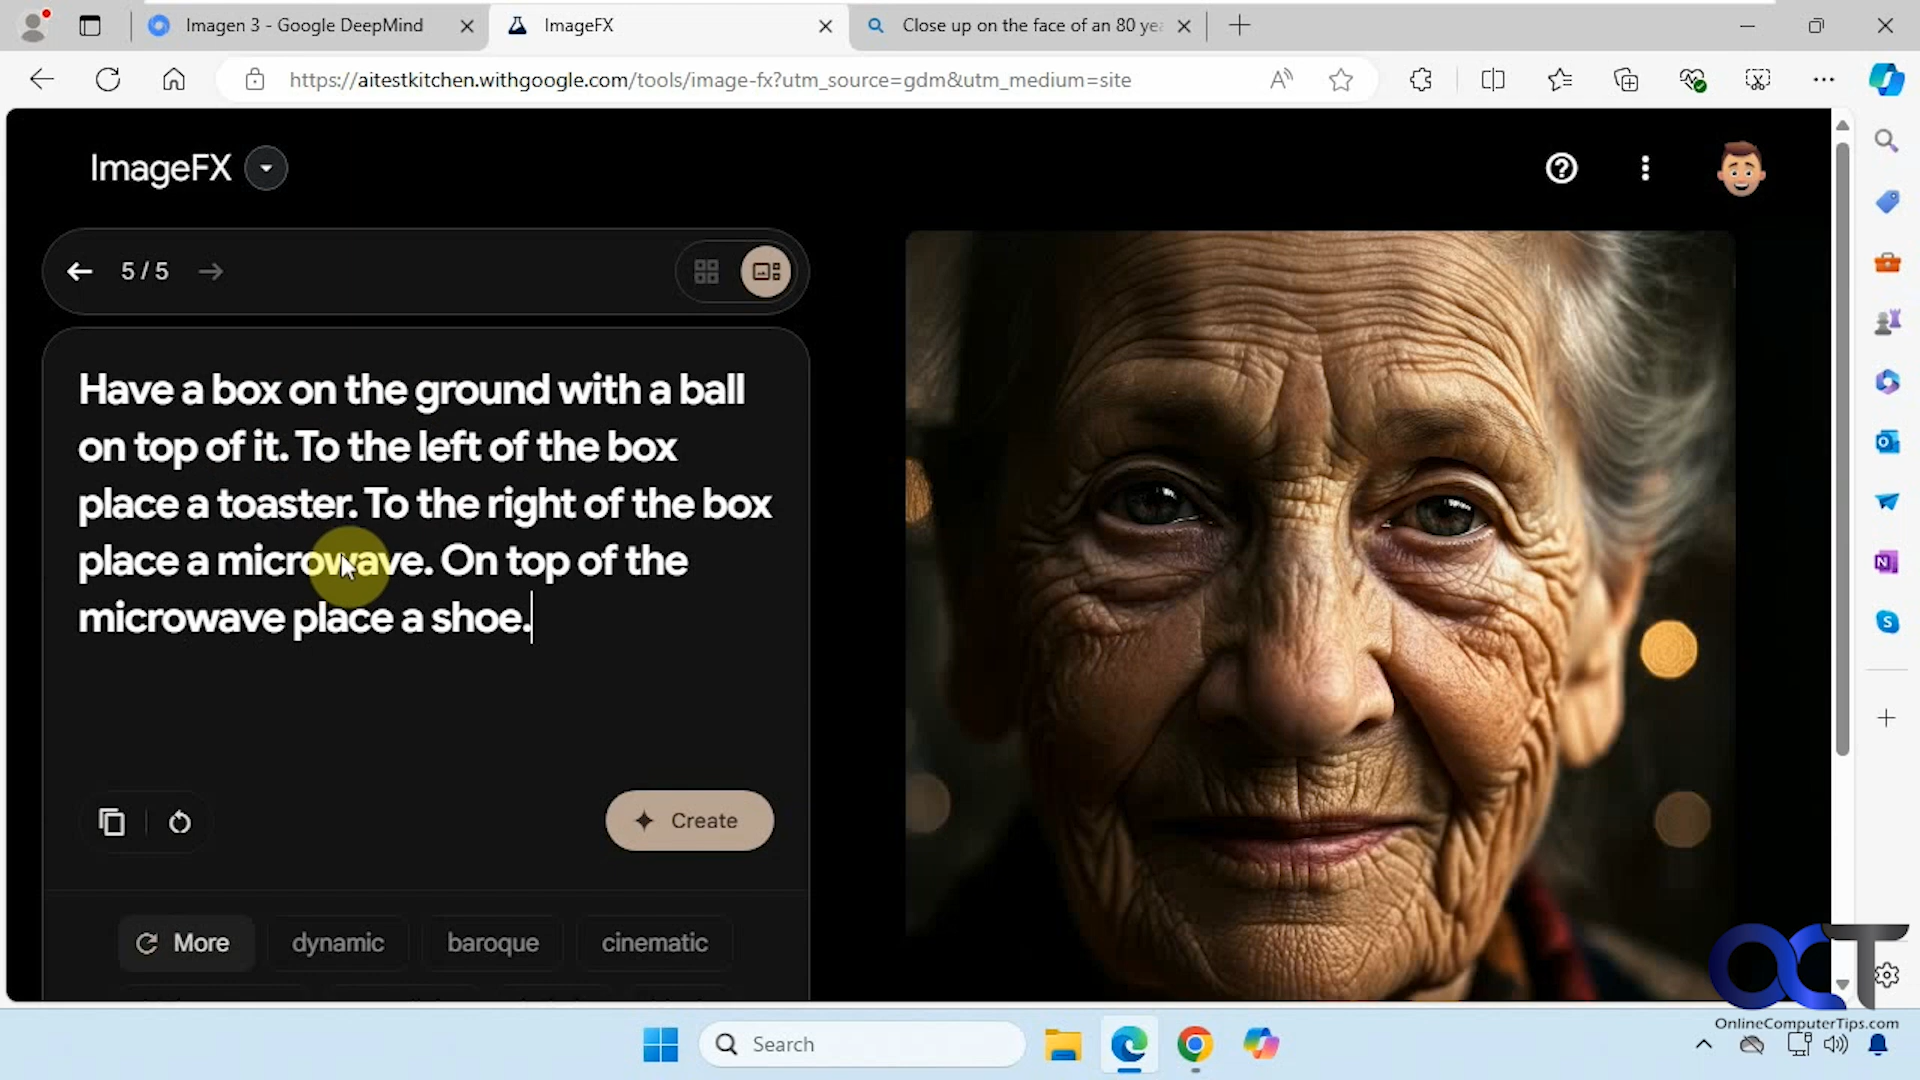 Imagen 3 - Google DeepMind
ImageFX
Close up on the face of an 80 yea
https://aitestkitchen.withgoogle.com/tools/image-fx?utm_source=gdm&utm_medium=site
ImageFX
5 / 5
Have a box on the ground with a ball
on top of it. To the left of the box
place a toaster. To the right of the box
place a microwave. On top of the
microwave place a shoe.
Create
More
dynamic
baroque
cinematic
OCT
OnlineComputerTips.com
Search